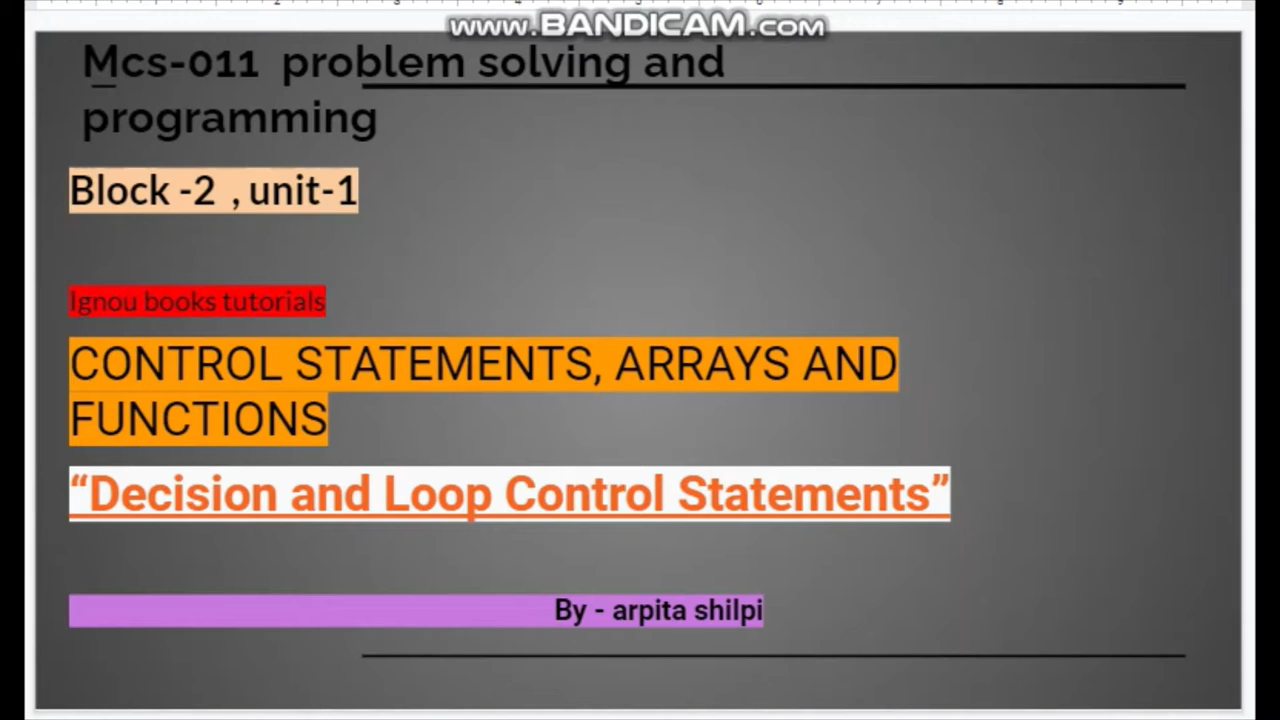 www.BANDICAM.com
Mcs-011 problem solving and
programming
Block -2 , unit-1
Ignou books tutorials
CONTROL STATEMENTS, ARRAYS AND
FUNCTIONS
“Decision and Loop Control Statements”
By - arpita shilpi